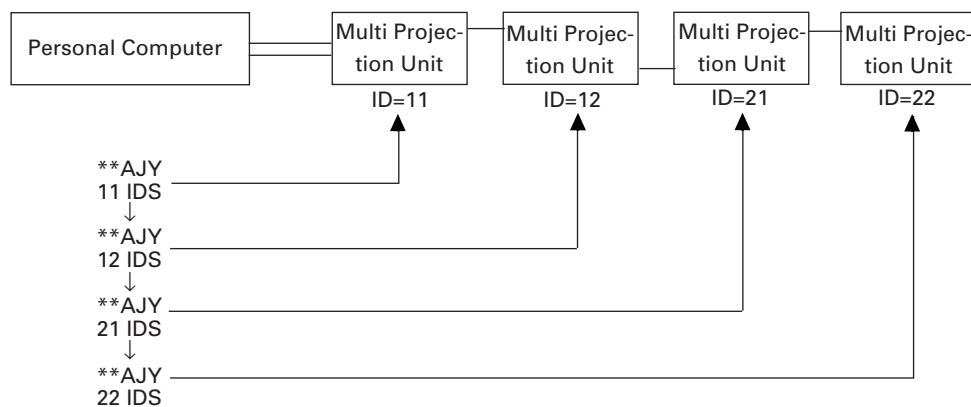 Personal Computer
Multi Projec-
tion Unit
ID=11
Multi Projec-
tion Unit
ID=12
Multi Projec-
tion Unit
ID=21
Multi Projec-
tion Unit
ID=22
**AJY
11 IDS
↓
**AJY
12 IDS
↓
**AJY
21 IDS
↓
**AJY
22 IDS